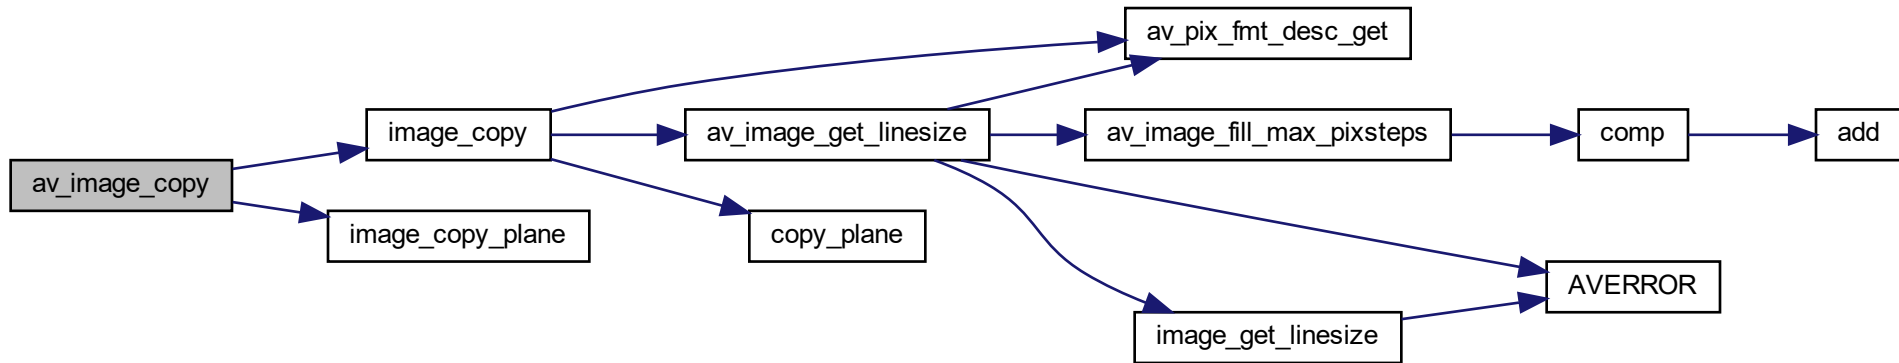 av_pix_fmt_desc_get
image_copy
av_image_get_linesize
av_image_fill_max_pixsteps
comp
add
av_image_copy
image_copy_plane
copy_plane
AVERROR
image_get_linesize